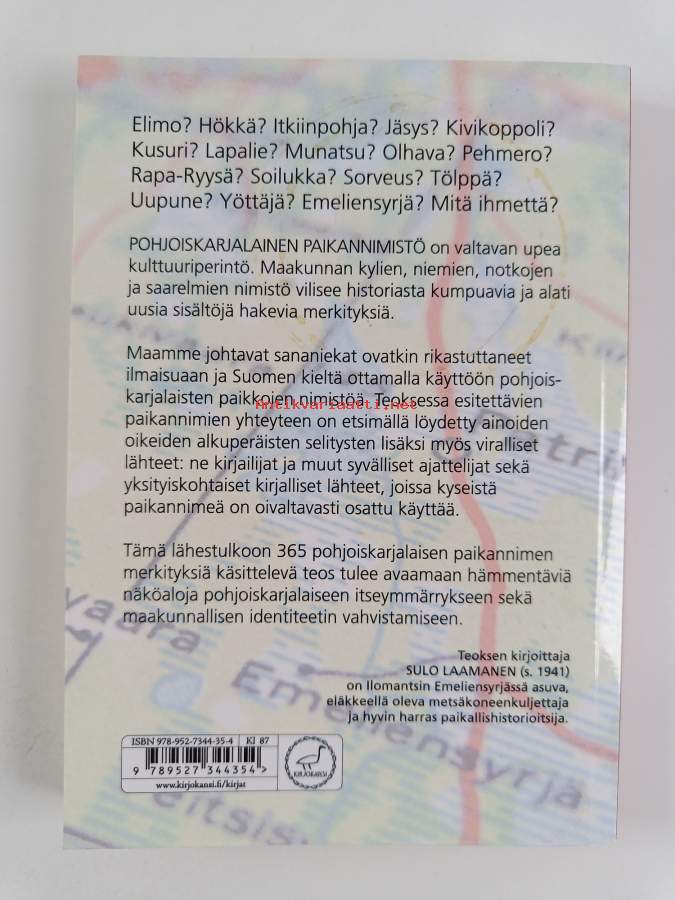 Elimo? Hökkä? Itkiinpohja? Jäsys? Kivikoppoli?
Kusuri? Lapalie? Munatsu? Olhava? Pehmero?
Rapa-Ryysä? Soilukka? Sorveus? Tölppä?
Uupune? Yöttäjä? Emeliensyrjä? Mitä ihmettä?
POHJOISKARJALAINEN PAIKANNIMISTÖ on valtavan upea
kulttuuriperintö. Maakunnan kylien, niemien, notkojen
ja saarelmien nimistö vilisee historiasta kumpuavia ja alati
uusia sisältöjä hakevia merkityksiä.
Maamme johtavat sananiekat ovatkin rikastuttaneet
ilmaisuaan ja Suomen kieltä ottamalla käyttöön pohjois-
karjalaisten paikkojen nimistöä. Teoksessa esitettävien
antikvariaatti.net
paikannimien yhteyteen on etsimällä löydetty ainoiden
oikeiden alkuperäisten selitysten lisäksi myös viralliset
lähteet: ne kirjailijat ja muut syvälliset ajattelijat sekä
yksityiskohtaiset kirjalliset lähteet, joissa kyseistä
paikannimeä on oivaltavasti osattu käyttää.
Tämä lähestulkoon 365 pohjoiskarjalaisen paikannimen
merkityksiä käsittelevä teos tulee avaamaan hämmentäviä
näköaloja pohjoiskarjalaiseen itseymmärrykseen sekä
maakunnallisen identiteetin vahvistamiseen.
vaara
Emeliensyrjä
Teoksen kirjoittaja
SULO LAAMANEN (s. 1941)
on Ilomantsin Emeliensyrjässä asuva,
eläkkeellä oleva metsäkoneenkuljettaja
ja hyvin harras paikallishistorioitsija.
ISBN 978-952-7344-35-4 KI 87
9 789527 344354 >
www.kirjokansi.fi/kirjat
KIRJOKANSI